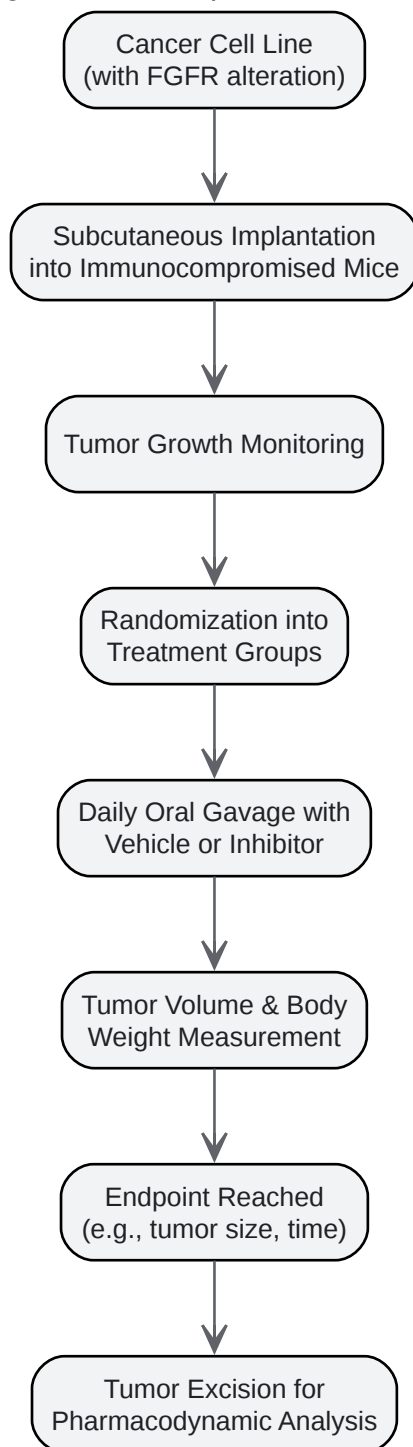 Cancer Cell Line
(with FGFR alteration)
Subcutaneous Implantation
into Immunocompromised Mice
Tumor Growth Monitoring
Randomization into
Treatment Groups
Daily Oral Gavage with
Vehicle or Inhibitor
Tumor Volume & Body
Weight Measurement
Endpoint Reached
(e.g., tumor size, time)
Tumor Excision for
Pharmacodynamic Analysis